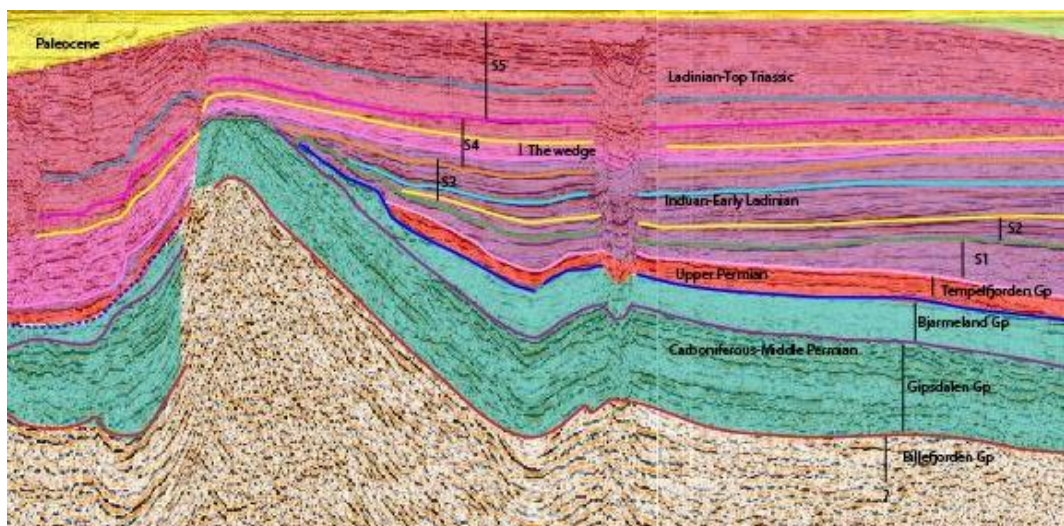 Paleocene
S5
Ladinian-Top Triassic
S4
The wedge
S3
Induan-Early Ladinian
S2
S1
Upper Permian
Tempelfjorden Gp
Bjarmeland Gp
Carboniferous-Middle Permian
Gipsdalen Gp
Billefjorden Gp
?